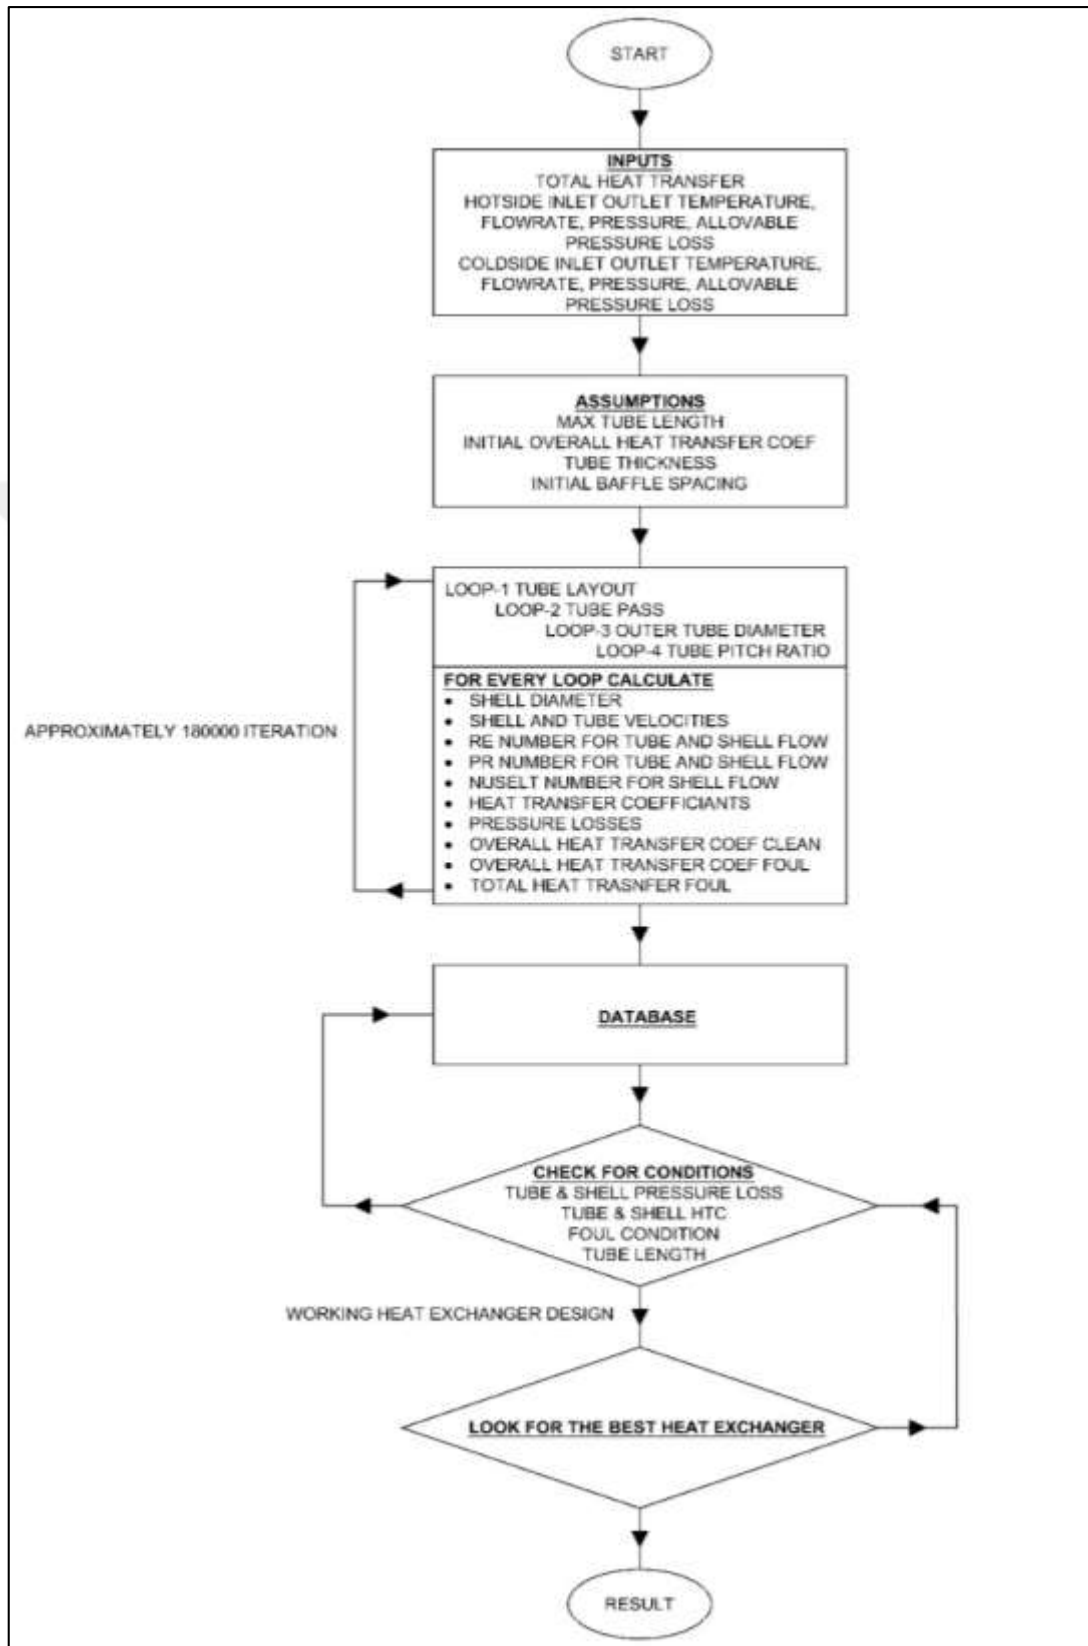 START
INPUTS
TOTAL HEAT TRANSFER
HOTSIDE INLET OUTLET TEMPERATURE,
FLOWRATE, PRESSURE, ALLOVABLE
PRESSURE LOSS
COLDSIDE INLET OUTLET TEMPERATURE,
FLOWRATE, PRESSURE, ALLOVABLE
PRESSURE LOSS
ASSUMPTIONS
MAX TUBE LENGTH
INITIAL OVERALL HEAT TRANSFER COEF
TUBE THICKNESS
INITIAL BAFFLE SPACING
LOOP-1 TUBE LAYOUT
LOOP-2 TUBE PASS
LOOP-3 OUTER TUBE DIAMETER
LOOP-4 TUBE PITCH RATIO
FOR EVERY LOOP CALCULATE
• SHELL DIAMETER
• SHELL AND TUBE VELOCITIES
• RE NUMBER FOR TUBE AND SHELL FLOW
• PR NUMBER FOR TUBE AND SHELL FLOW
• NUSELT NUMBER FOR SHELL FLOW
• HEAT TRANSFER COEFFICIANTS
• PRESSURE LOSSES
• OVERALL HEAT TRANSFER COEF CLEAN
• OVERALL HEAT TRANSFER COEF FOUL
• TOTAL HEAT TRASNFER FOUL
APPROXIMATELY 180000 ITERATION
DATABASE
CHECK FOR CONDITIONS
TUBE & SHELL PRESSURE LOSS
TUBE & SHELL HTC
FOUL CONDITION
TUBE LENGTH
WORKING HEAT EXCHANGER DESIGN
LOOK FOR THE BEST HEAT EXCHANGER
RESULT